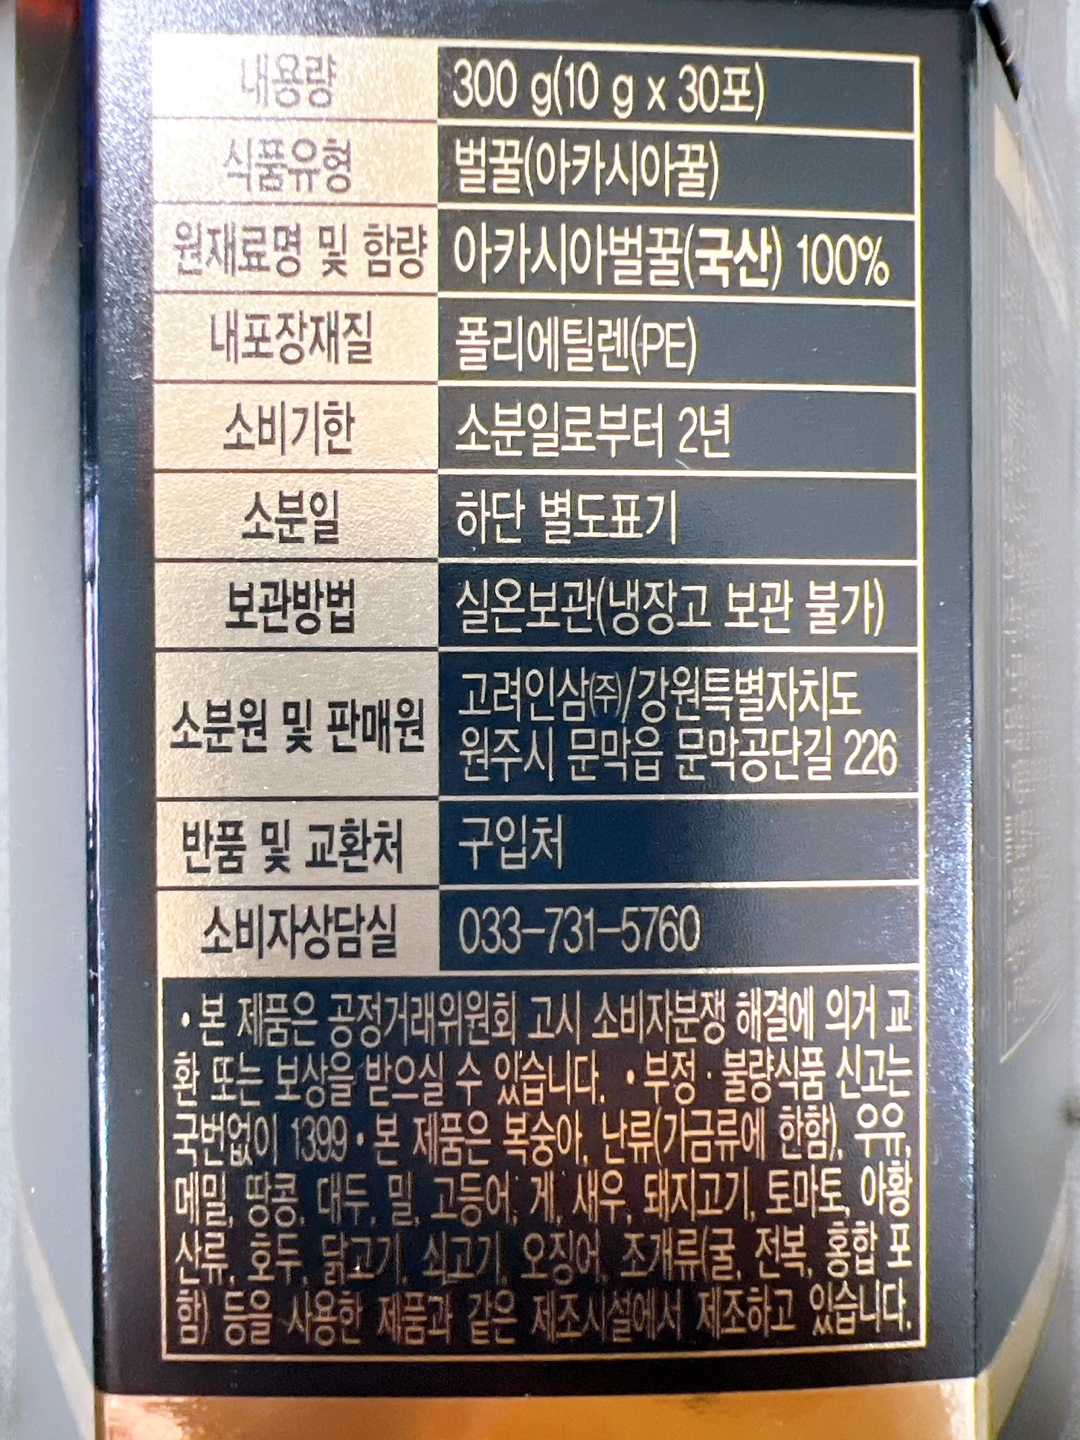 내용량 300 g(10 g x 30포)
식품유형 벌꿀(아카시아꿀)
원재료명 및 함량 아카시아벌꿀(국산) 100%
내포장재질 폴리에틸렌(PE)
소비기한 소분일로부터 2년
소분일 하단 별도표기
보관방법 실온보관(냉장고 보관 불가)
소분원 및 판매원 고려인삼㈜/강원특별자치도
원주시 문막읍 문막공단길 226
반품 및 교환처 구입처
소비자상담실 033-731-5760
• 본 제품은 공정거래위원회 고시 소비자분쟁 해결에 의거 교
환 또는 보상을 받으실 수 있습니다. • 부정 · 불량식품 신고는
국번없이 1399 • 본 제품은 복숭아, 난류(가금류에 한함), 우유,
메밀, 땅콩, 대두, 밀, 고등어, 게, 새우, 돼지고기, 토마토, 아황
산류, 호두, 닭고기, 쇠고기, 오징어, 조개류(굴, 전복, 홍합 포
함) 등을 사용한 제품과 같은 제조시설에서 제조하고 있습니다.